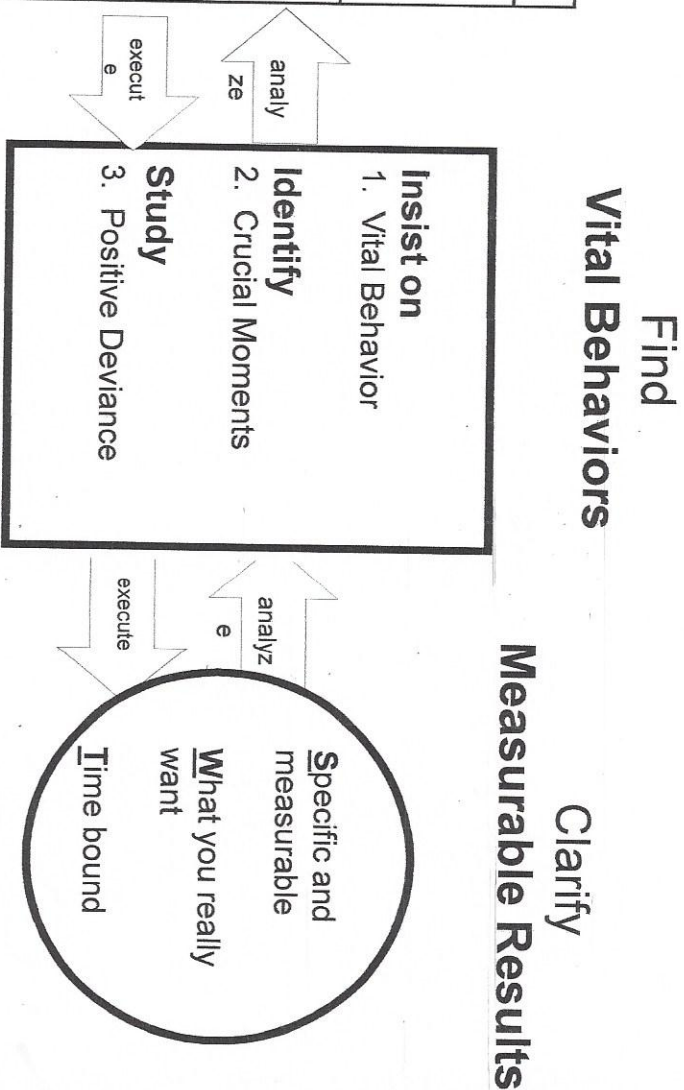 Find
Vital Behaviors
Insist on
1. Vital Behavior
Identify
2. Crucial Moments
Study
3. Positive Deviance
analy
ze
execut
e
Clarify
Measurable Results
analyz
e
execute
Specific and
measurable
What you really
want
Time bound